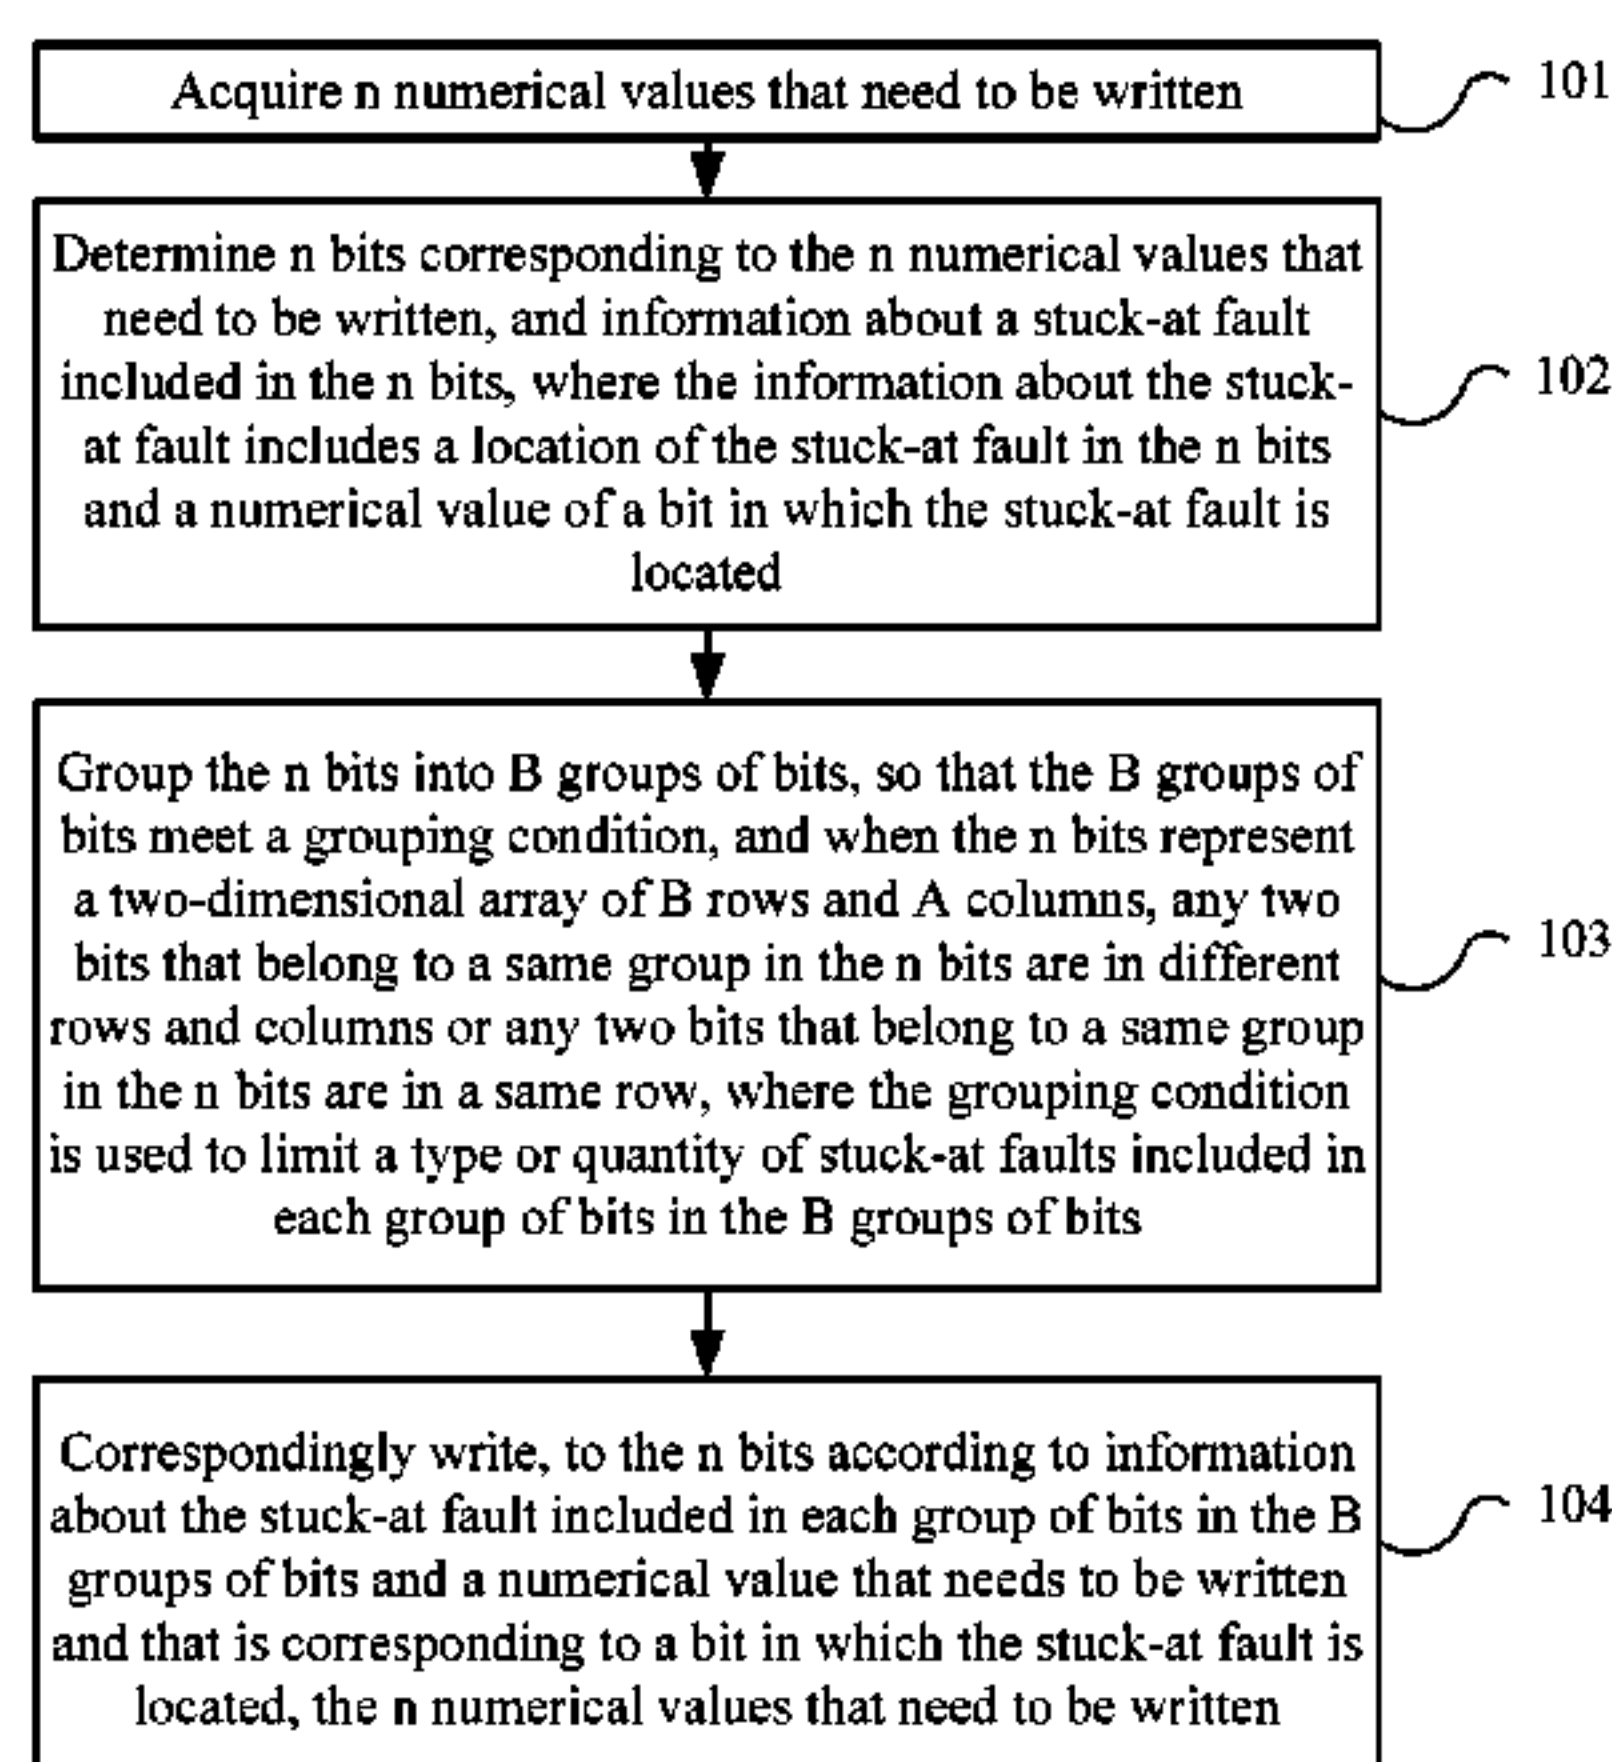 Acquire n numerical values that need to be written
101
Determine n bits corresponding to the n numerical values that
need to be written, and information about a stuck-at fault
included in the n bits, where the information about the stuck-
at fault includes a location of the stuck-at fault in the n bits
and a numerical value of a bit in which the stuck-at fault is
located
102
Group the n bits into B groups of bits, so that the B groups of
bits meet a grouping condition, and when the n bits represent
a two-dimensional array of B rows and A columns, any two
bits that belong to a same group in the n bits are in different
rows and columns or any two bits that belong to a same group
in the n bits are in a same row, where the grouping condition
is used to limit a type or quantity of stuck-at faults included in
each group of bits in the B groups of bits
103
Correspondingly write, to the n bits according to information
about the stuck-at fault included in each group of bits in the B
groups of bits and a numerical value that needs to be written
and that is corresponding to a bit in which the stuck-at fault is
located, the n numerical values that need to be written
104